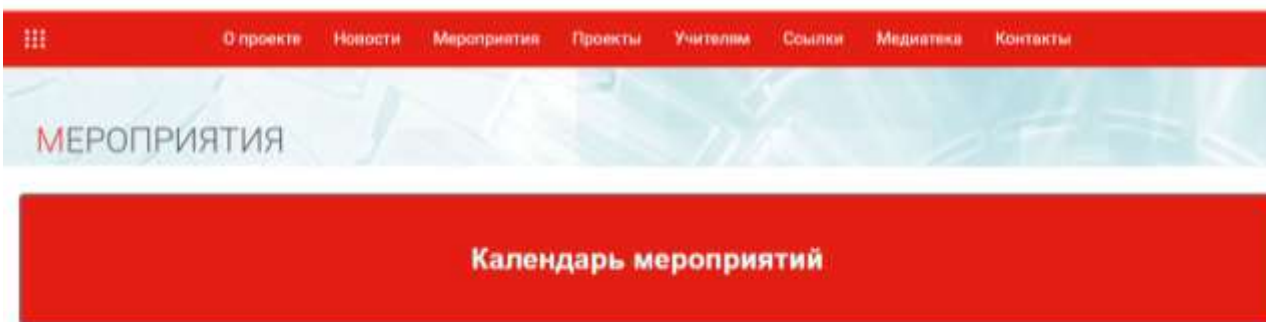 О проекте Новости Мероприятия Проекты Учителям Ссылки Медиатека Контакты
МЕРОПРИЯТИЯ
Календарь мероприятий